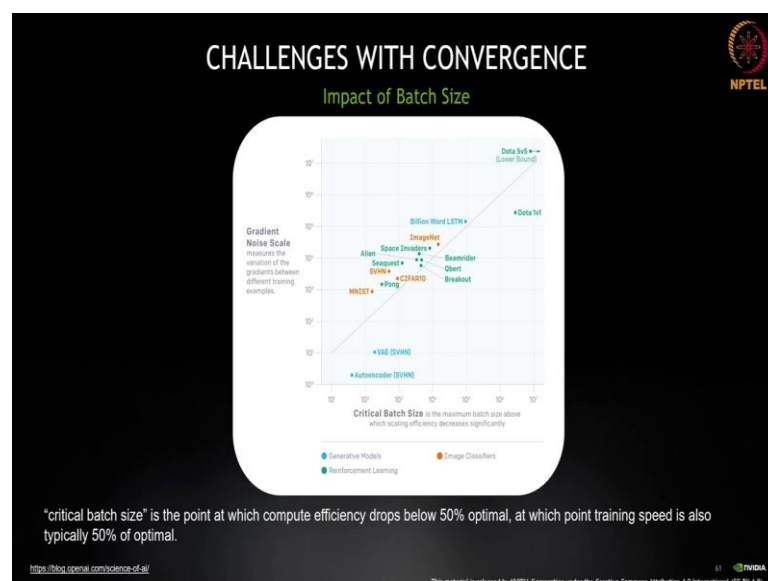 CHALLENGES WITH CONVERGENCE
NPTEL
Impact of Batch Size
Gradient
Noise Scale
measures the
variation of the
gradients between
different training
examples.
Data 5v5
(Lower Bound)
Data 1v1
Billion Word LSTM
ImageNet
Space Invaders
Alien
Beamrider
Seaquest
Qbert
SVHN
CIFAR10
Breakout
Pong
MNIST
VAE (SVHN)
Autoencoder (SVHN)
Critical Batch Size is the maximum batch size above
which scaling efficiency decreases significantly
Generative Models
Image Classifiers
Reinforcement Learning
“critical batch size” is the point at which compute efficiency drops below 50% optimal, at which point training speed is also
typically 50% of optimal.
https://blog.openai.com/science-of-ai/
61
NVIDIA